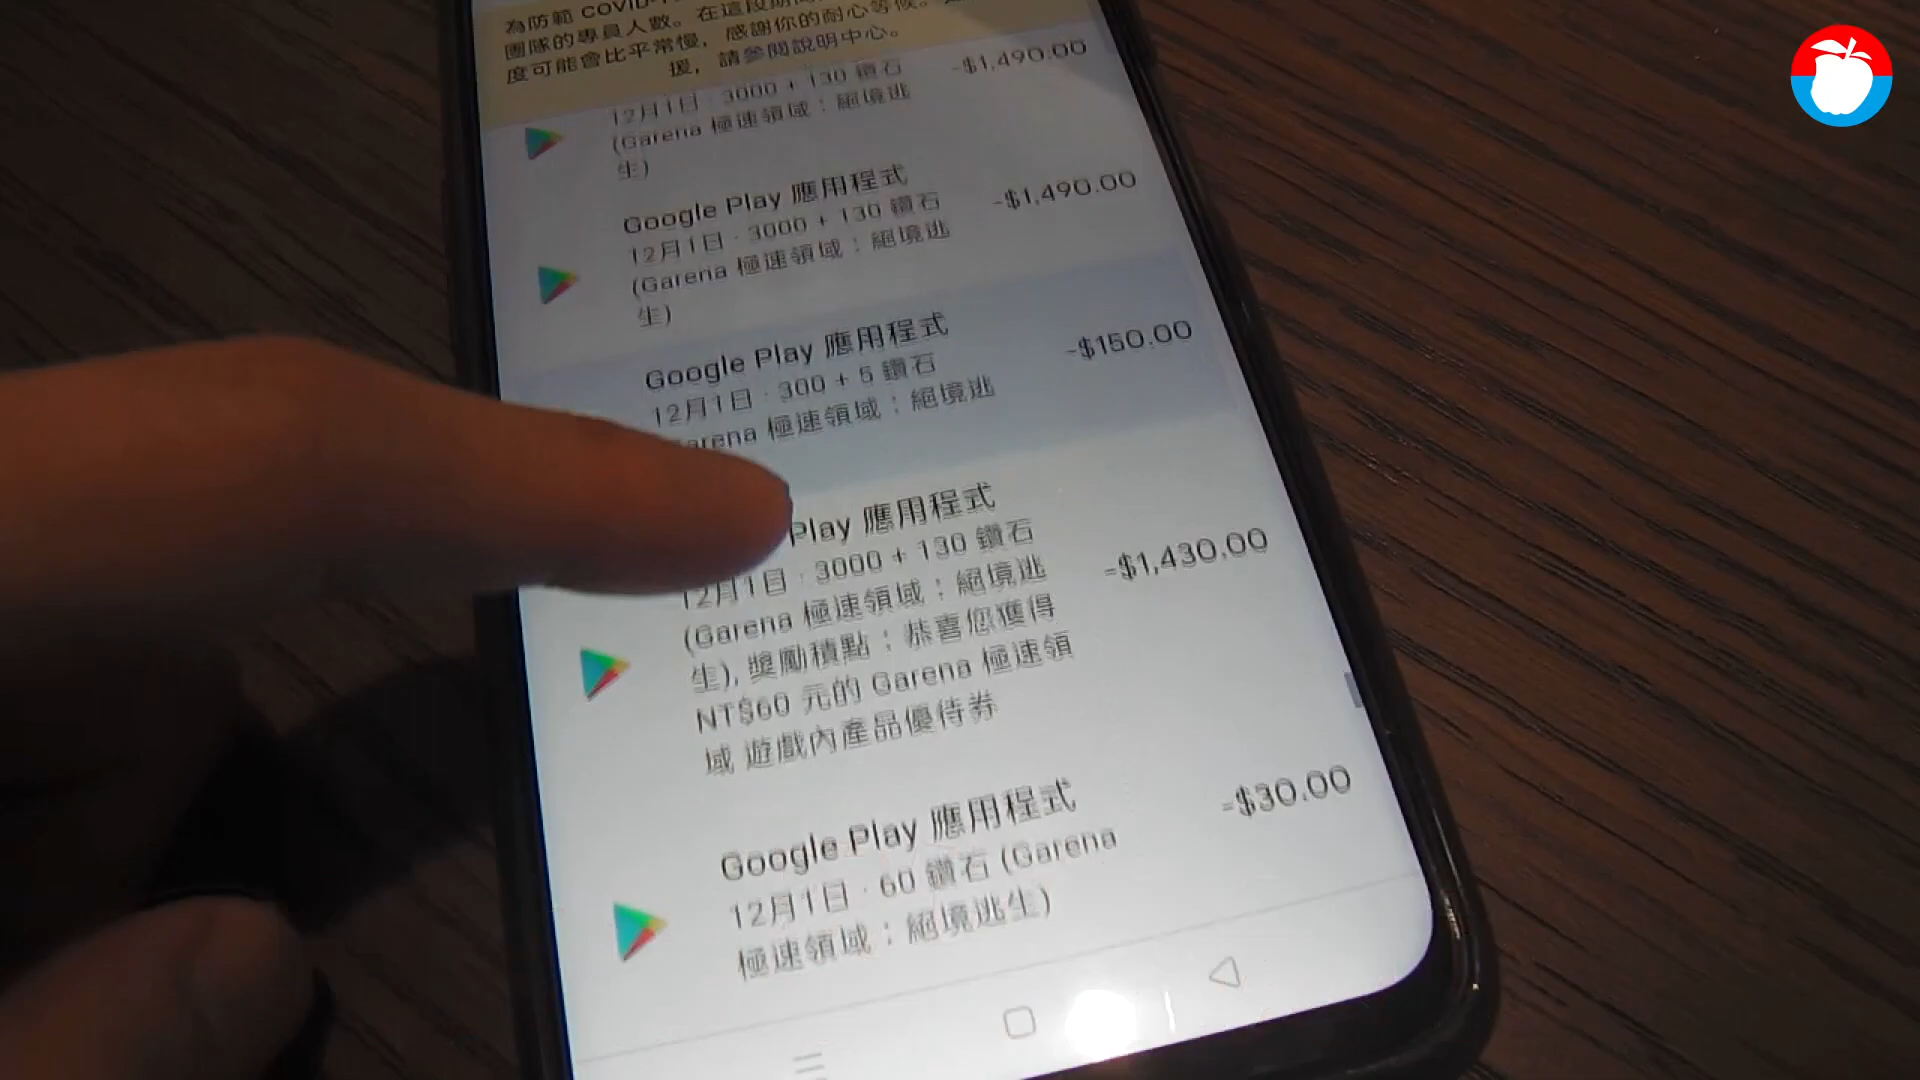 為防範 COVID-
團隊的專員人數。在這段期間
度可能會比平常慢，感謝你的耐心等候。
援，請參閱說明中心。
12月1日 · 3000 + 130 鑽石
(Garena 極速領域：絕境逃
生)
-$1,490.00
Google Play 應用程式
12月1日 · 3000 + 130 鑽石
(Garena 極速領域：絕境逃
生)
-$1,490.00
Google Play 應用程式
12月1日 · 300 + 5 鑽石
arena 極速領域：絕境逃
-$150.00
Play 應用程式
12月1日 · 3000 + 130 鑽石
(Garena 極速領域：絕境逃
生), 獎勵積點：恭喜您獲得
NT$60 元的 Garena 極速領
域 遊戲內產品優待券
-$1,430.00
Google Play 應用程式
12月1日 · 60 鑽石 (Garena
極速領域：絕境逃生)
-$30.00